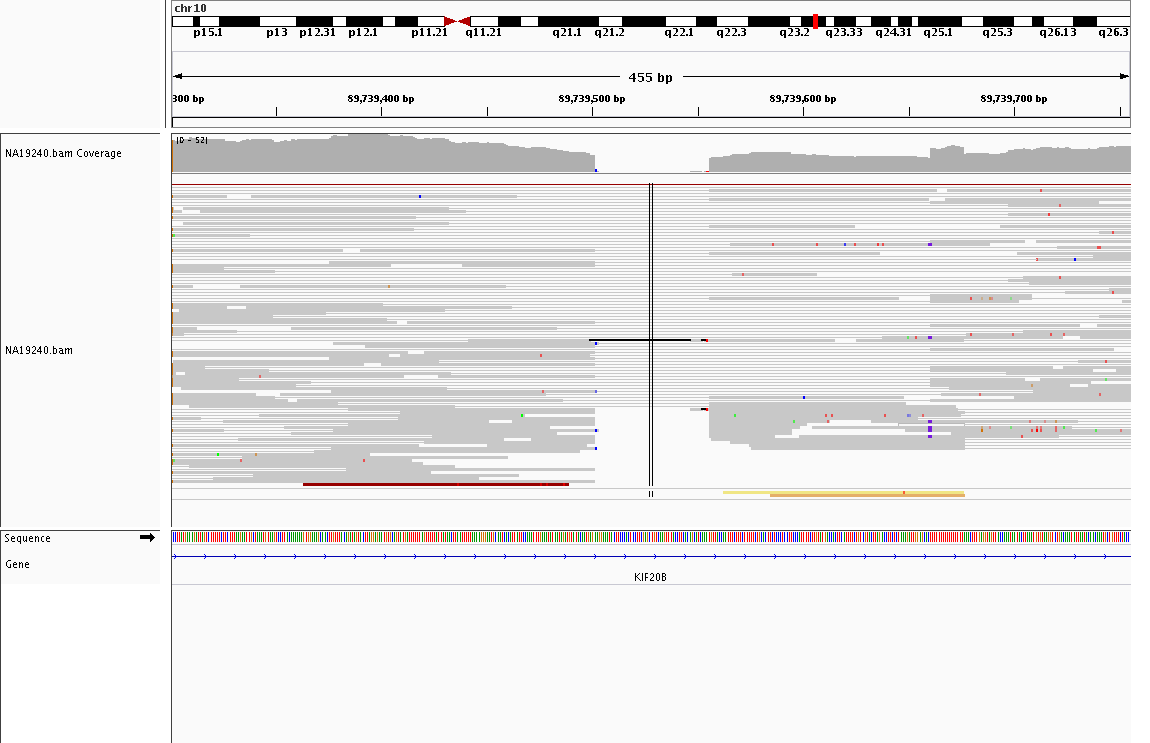 chr10
p15.1 p13 p12.31 p12.1 p11.21 q11.21 q21.1 q21.2 q22.1 q22.3 q23.2 q23.33 q24.31 q25.1 q25.3 q26.13 q26.3
455 bp
300 bp 89,739,400 bp 89,739,500 bp 89,739,600 bp 89,739,700 bp
[0 - 52]
NA19240.bam Coverage
NA19240.bam
Sequence
Gene
KIF20B